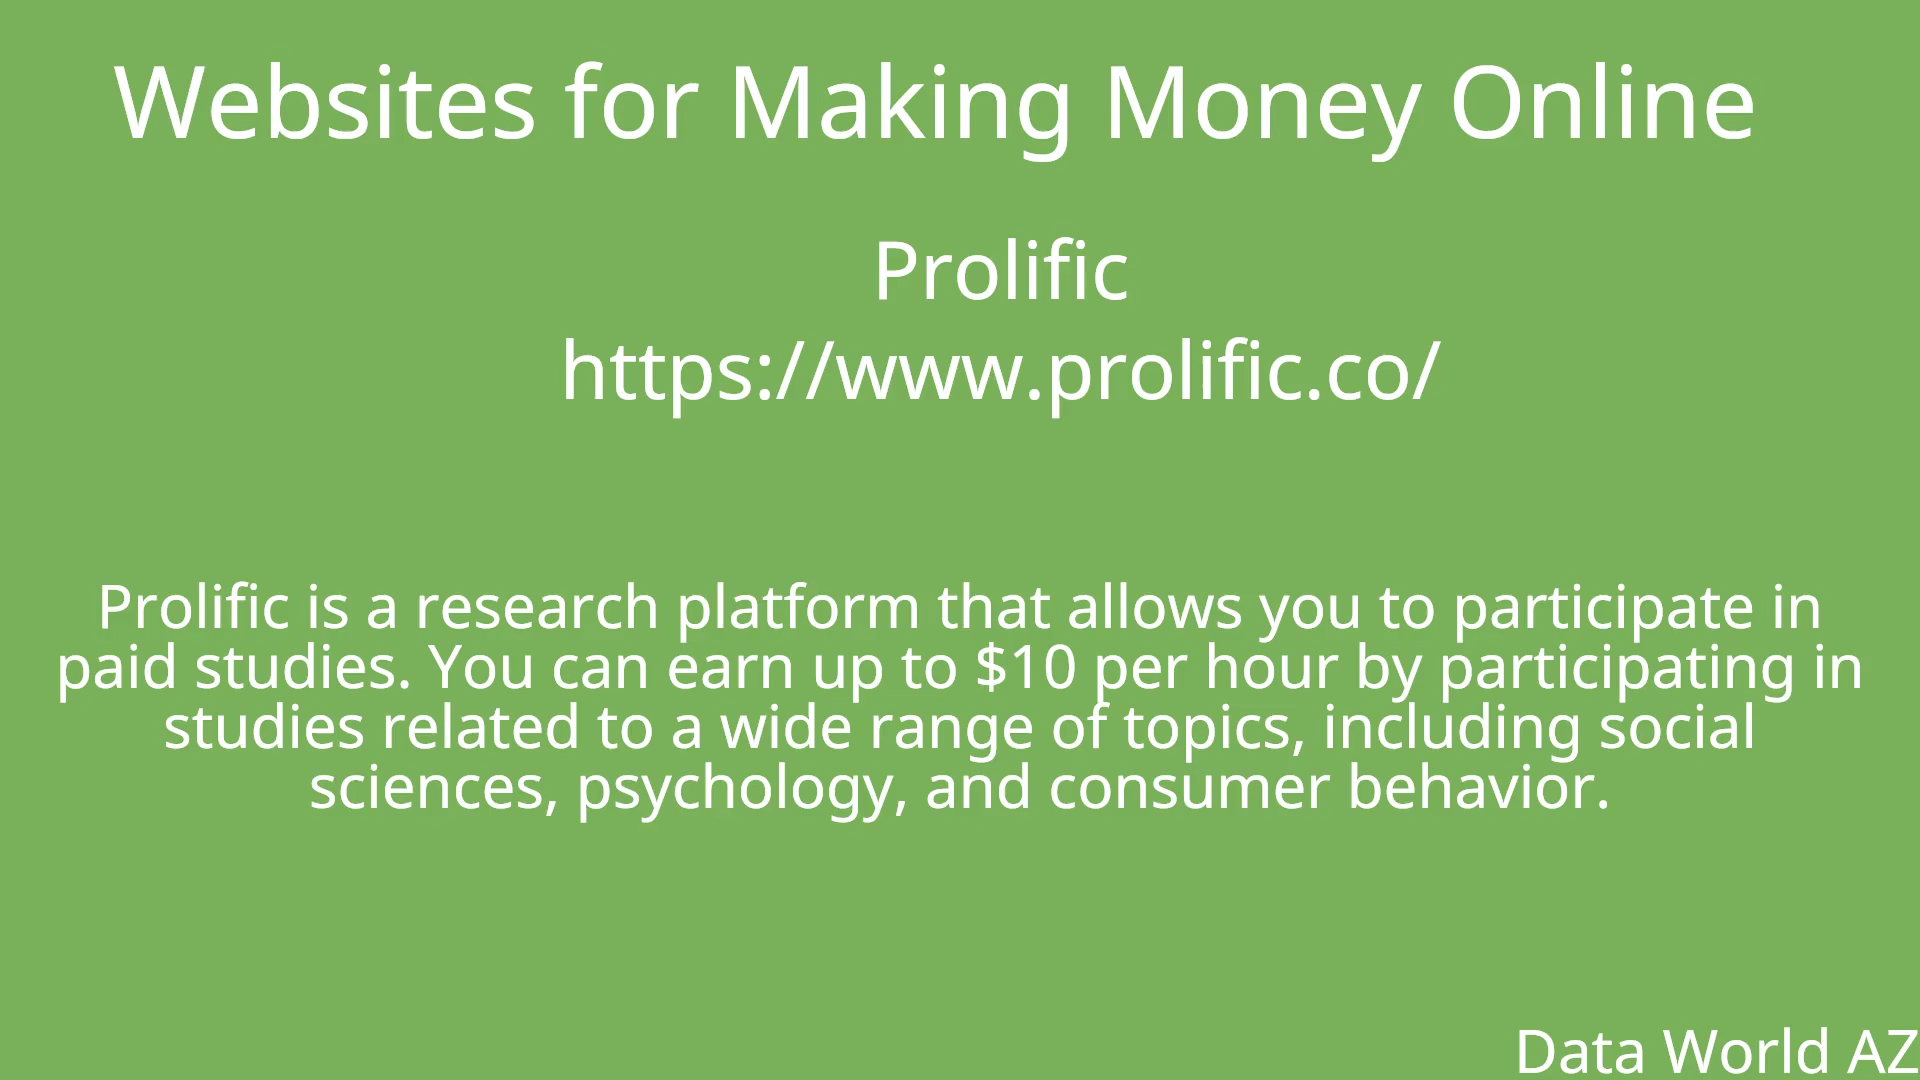 Websites for Making Money Online
Prolific
https://www.prolific.co/
Prolific is a research platform that allows you to participate in
paid studies. You can earn up to $10 per hour by participating in
studies related to a wide range of topics, including social
sciences, psychology, and consumer behavior.
Data World AZ